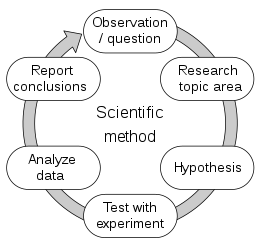 Observation
/ question
Research
topic area
Hypothesis
Test with
experiment
Analyze
data
Report
conclusions
Scientific
method